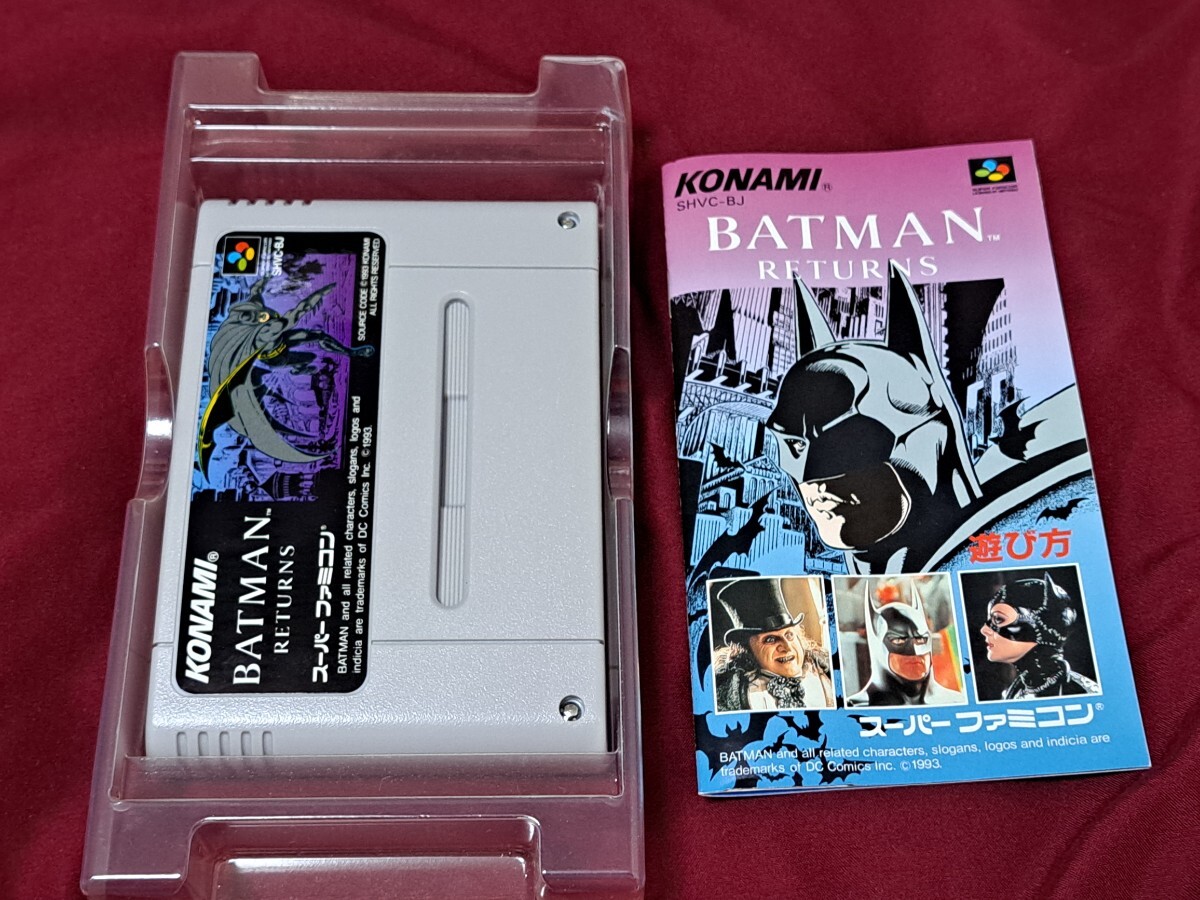 KONAMI®
BATMAN™
RETURNS
スーパーファミコン®
BATMAN and all related characters, slogans, logos and
indicia are trademarks of DC Comics Inc. ©1993.
SHVC-BJ
SOURCE CODE ©1993 KONAMI
ALL RIGHTS RESERVED
KONAMI®
SHVC-BJ
BATMAN™
RETURNS
遊び方
スーパーファミコン®
BATMAN and all related characters, slogans, logos and indicia are
trademarks of DC Comics Inc. ©1993.